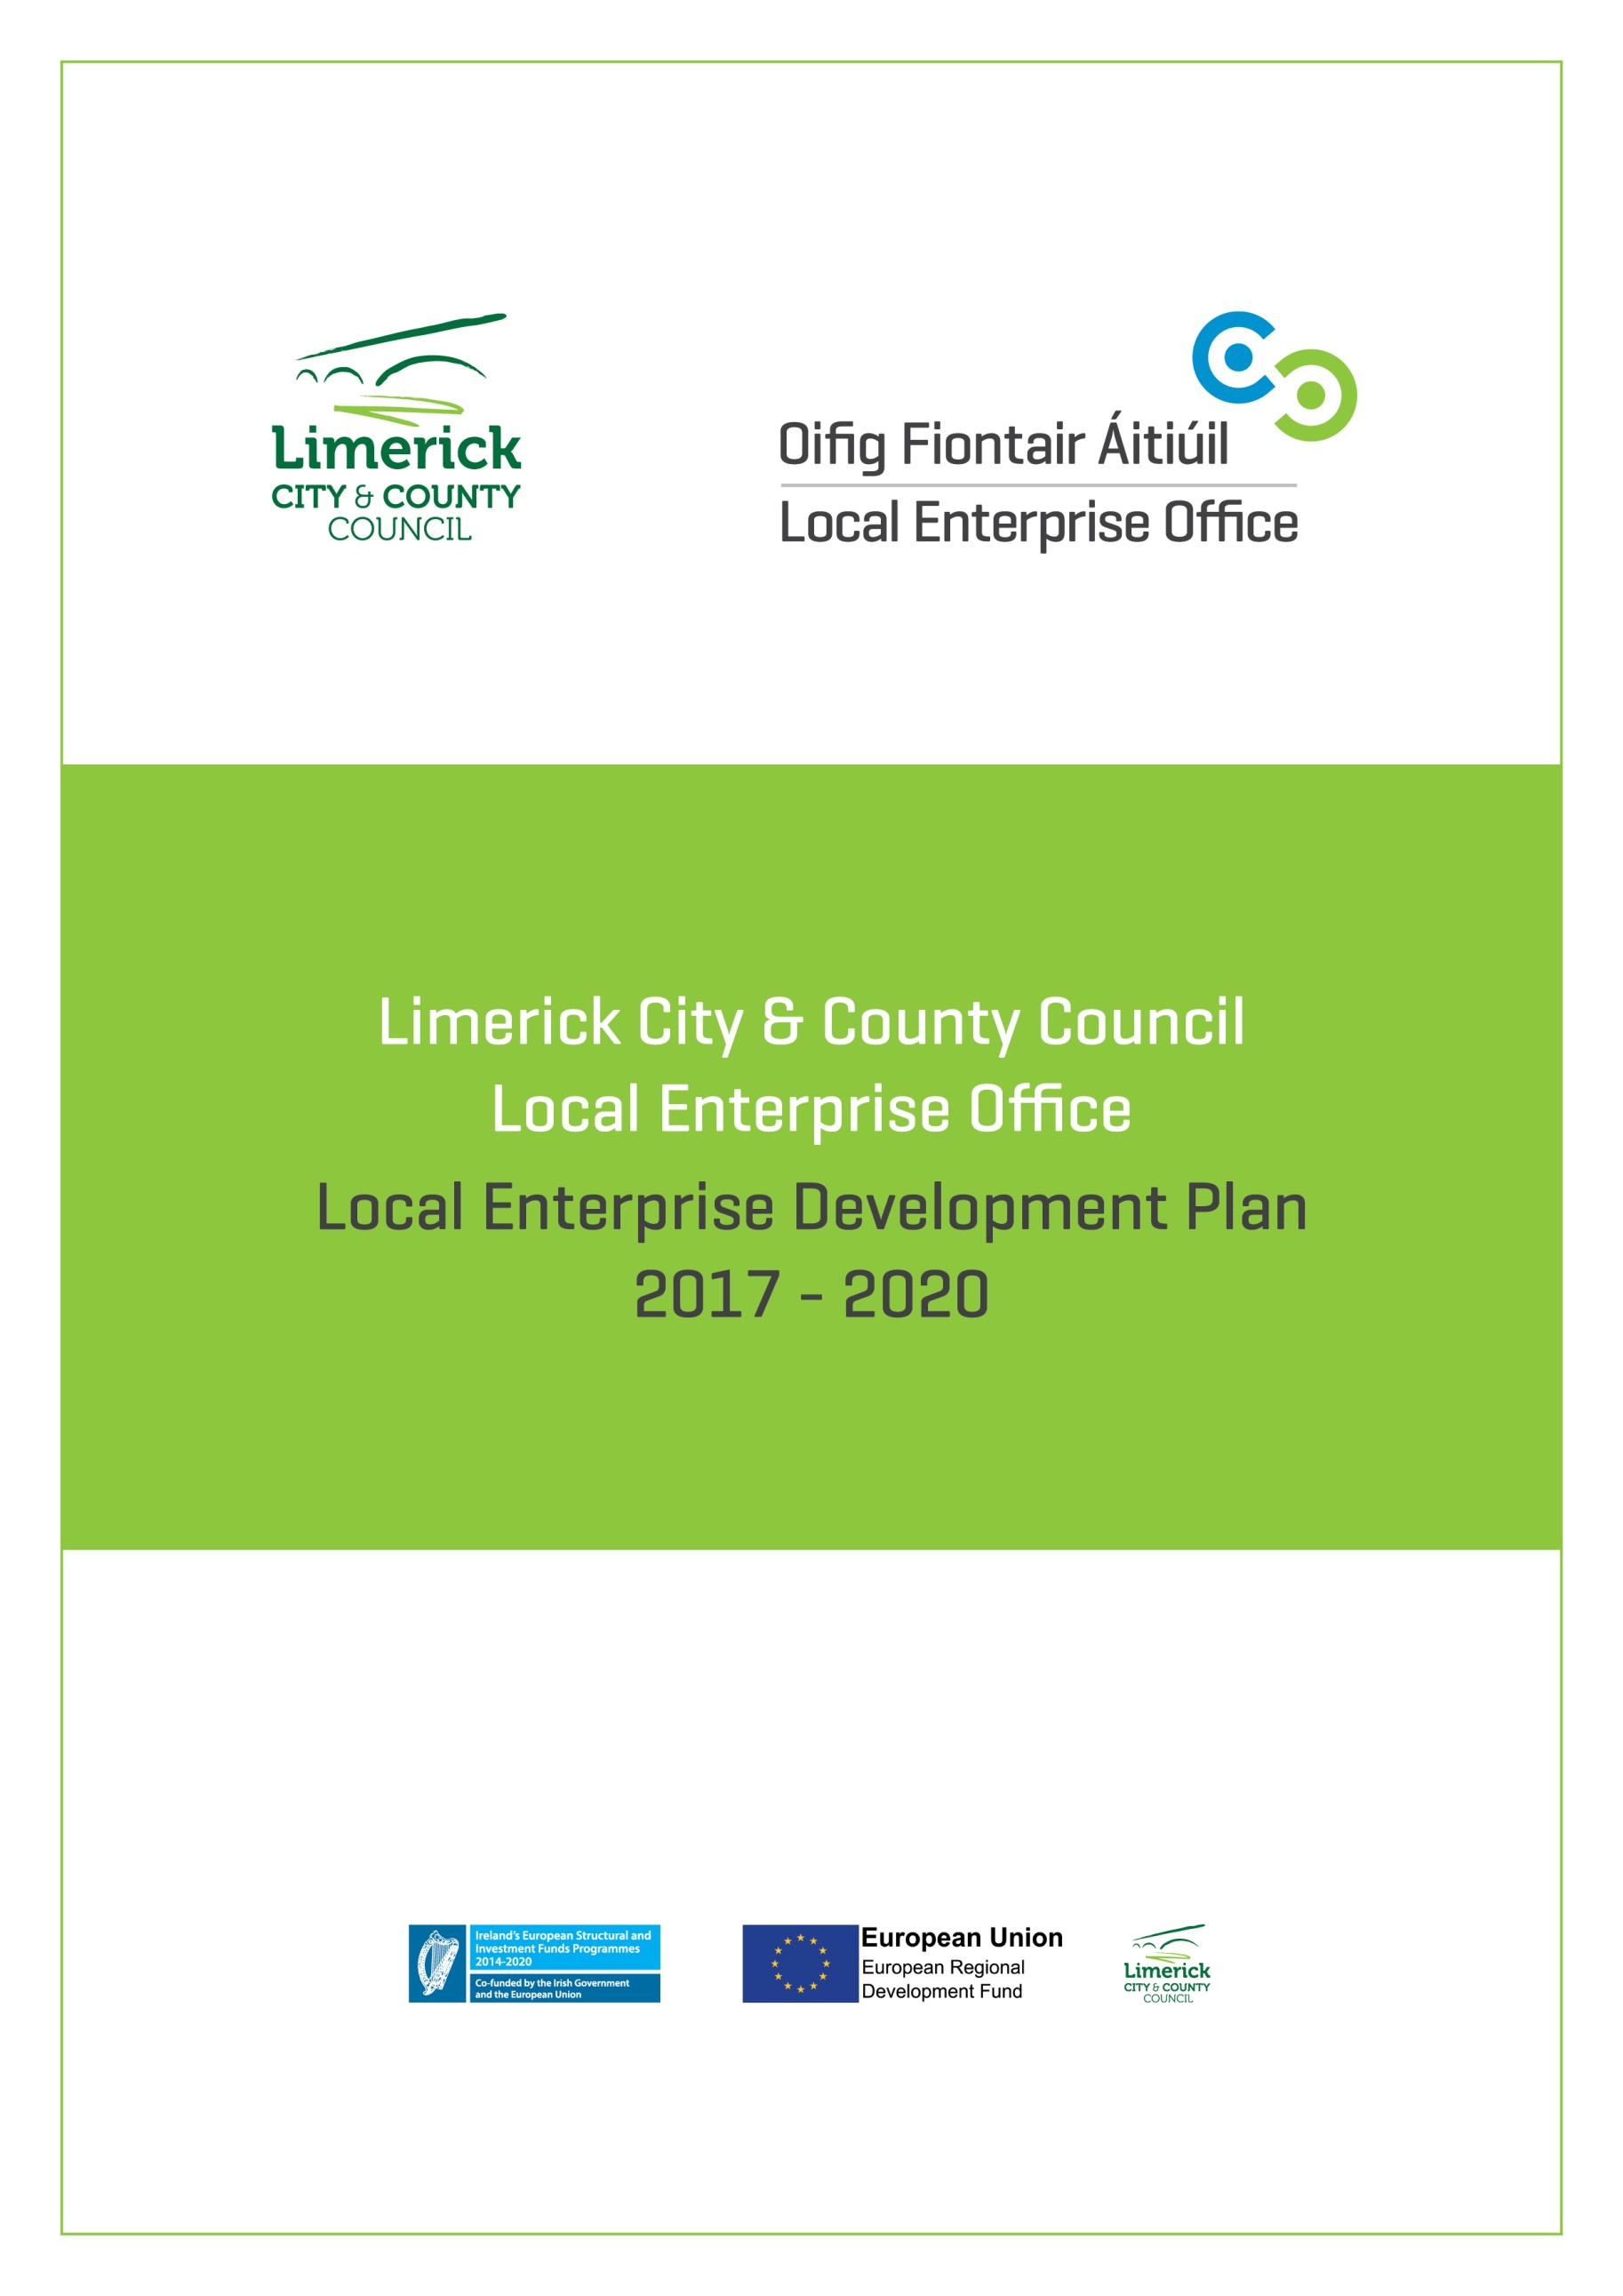 Limerick
CITY & COUNTY
COUNCIL
Oifig Fiontair Áitiúil
Local Enterprise Office
Limerick City & County Council
Local Enterprise Office
Local Enterprise Development Plan
2017 - 2020
Ireland's European Structural and
Investment Funds Programmes
2014-2020
Co-funded by the Irish Government
and the European Union
European Union
European Regional
Development Fund
Limerick
CITY & COUNTY
COUNCIL